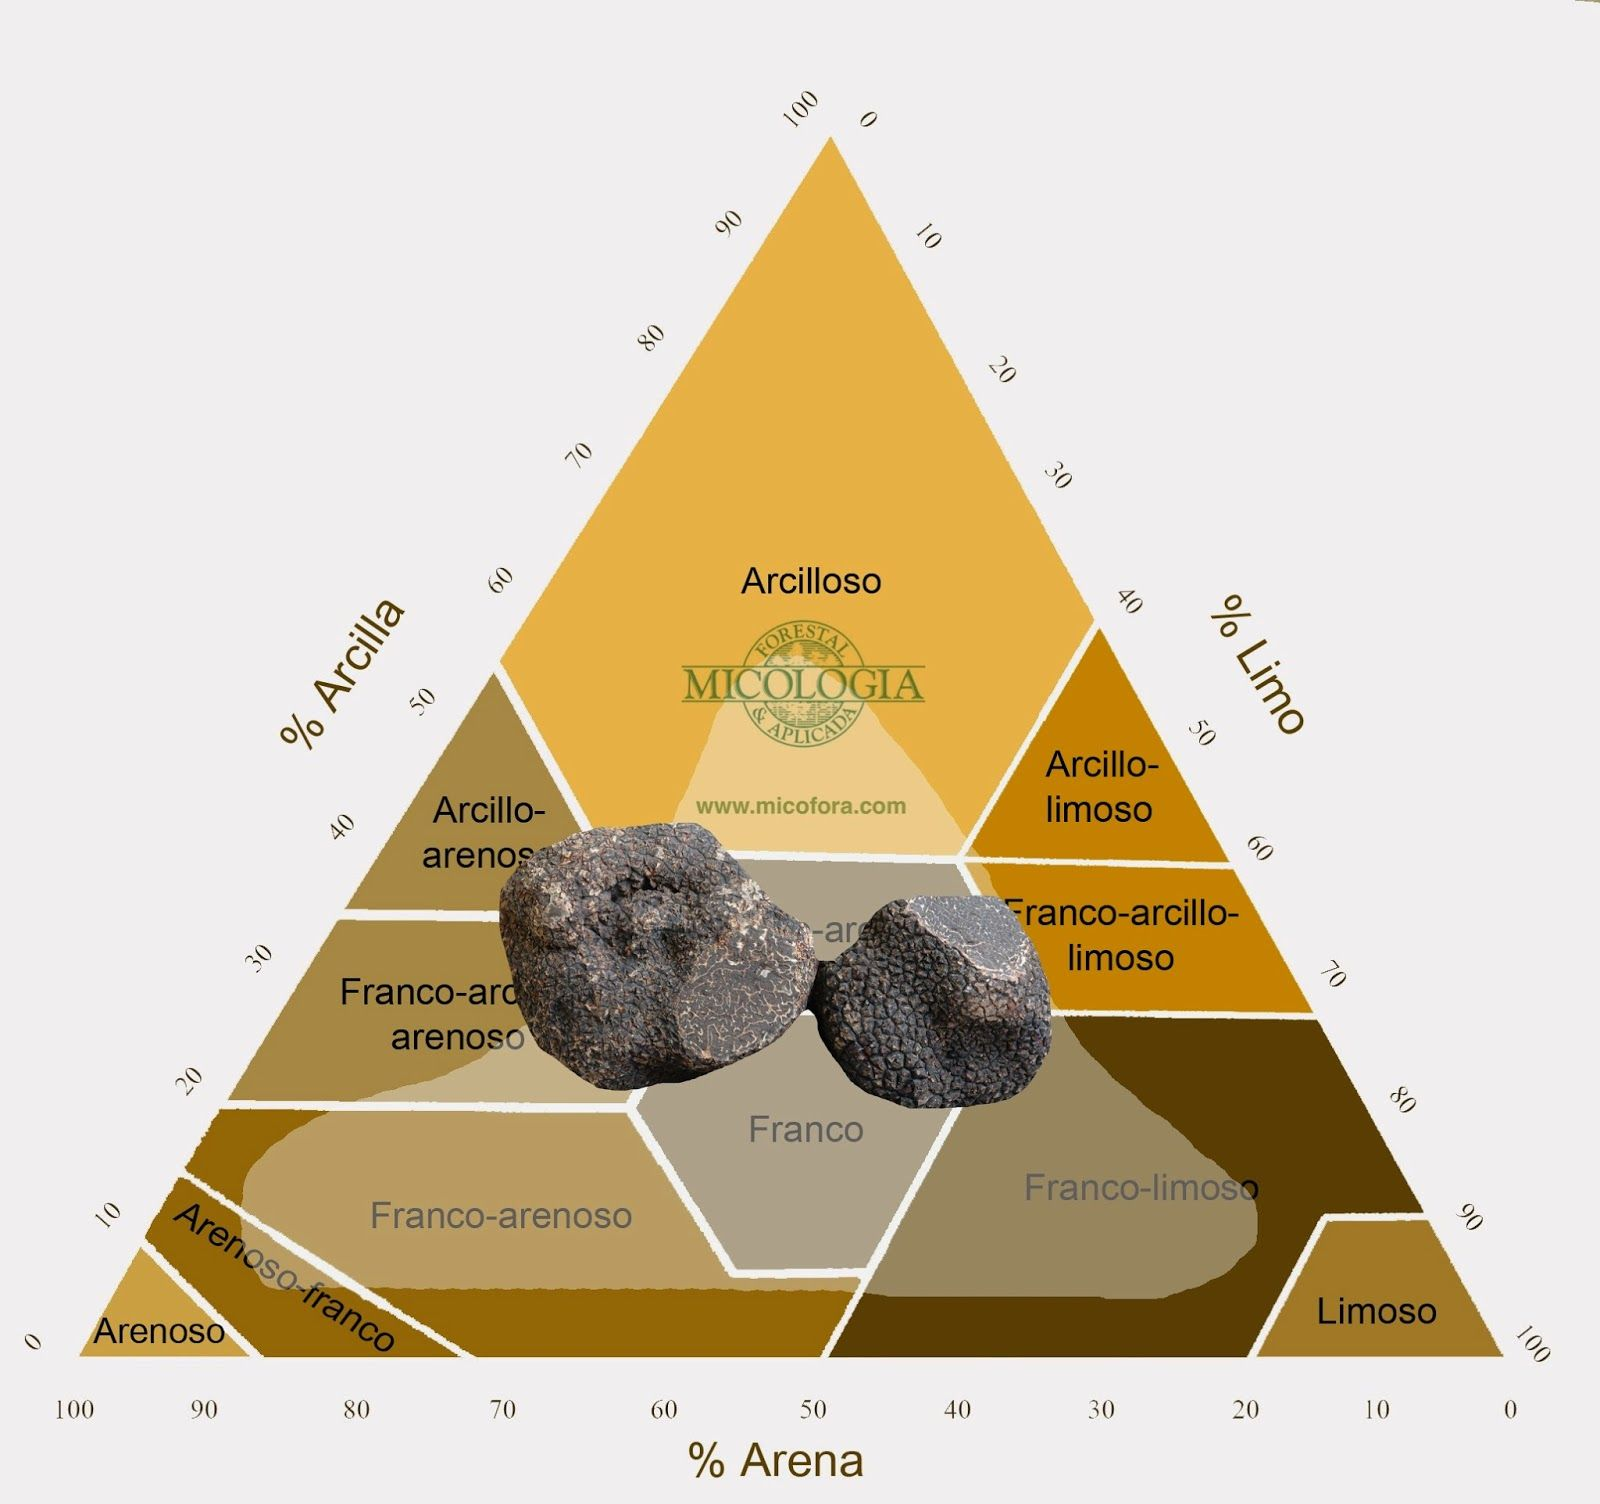 100
0
90
10
80
20
70
30
Arcilloso
60
40
% Arcilla
% Limo
FORESTAL
MICOLOGIA
& APLICADA
50
50
Arcillo-
limoso
www.micofora.com
Arcillo-
40
60
Franco-arcillo-
limoso
30
70
arenoso
20
80
Franco
Franco-limoso
Franco-arenoso
10
90
Arenoso-franco
Limoso
Arenoso
0
100
100 90 80 70 60 50 40 30 20 10 0
% Arena